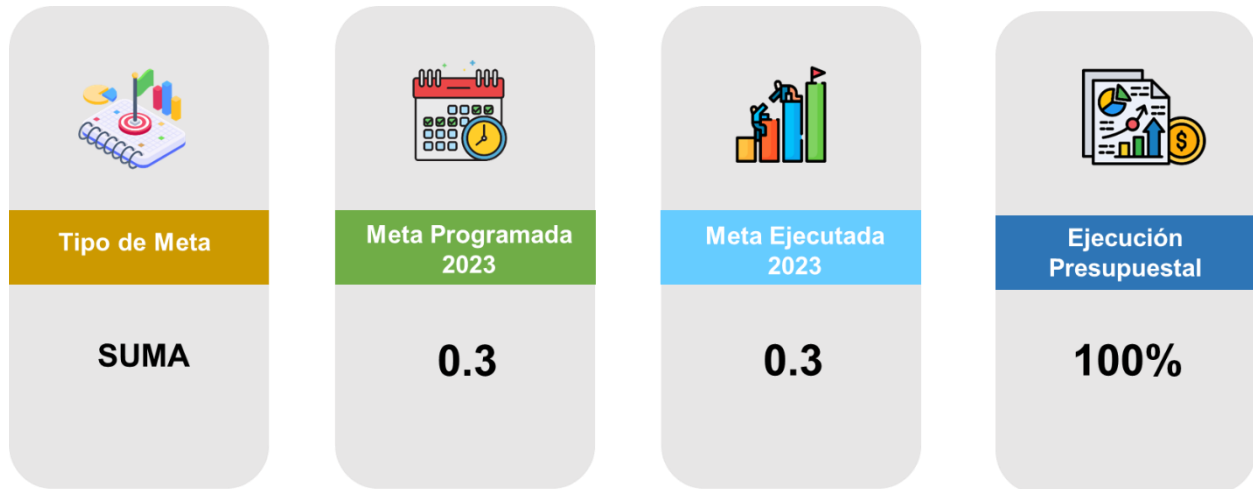 Tipo de Meta
SUMA
Meta Programada
2023
0.3
Meta Ejecutada
2023
0.3
Ejecución
Presupuestal
100%